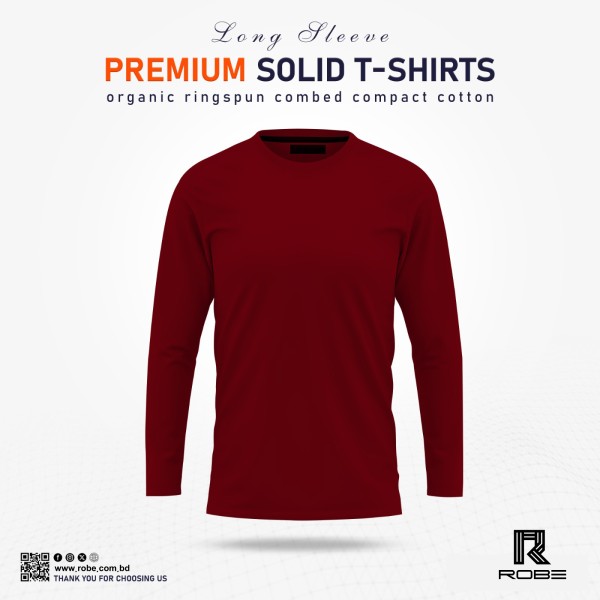 Long Sleeve
PREMIUM SOLID T-SHIRTS
organic ringspun combed compact cotton
www.robe.com.bd
THANK YOU FOR CHOOSING US
R
ROBE